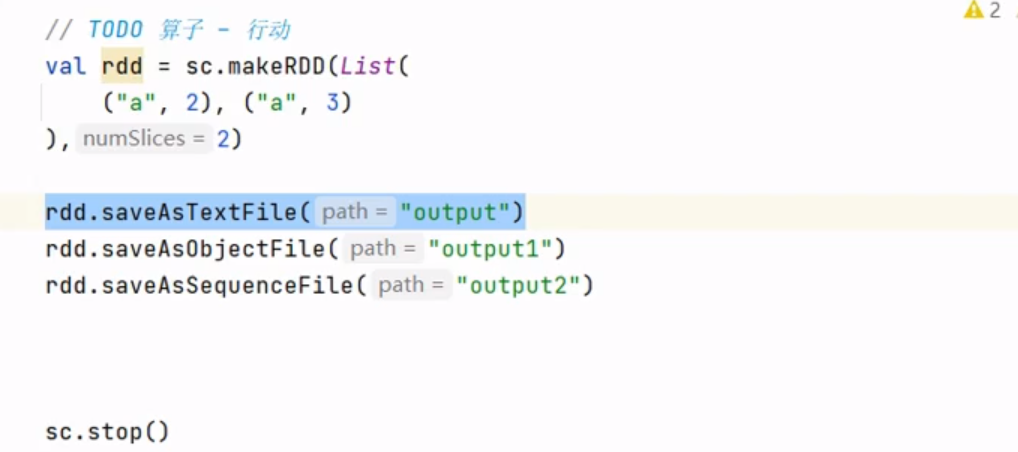 2
// TODO 算子 - 行动
val rdd = sc.makeRDD(List(
("a", 2), ("a", 3)
), numSlices = 2)
rdd.saveAsTextFile( path = "output")
rdd.saveAsObjectFile( path = "output1")
rdd.saveAsSequenceFile( path = "output2")
sc.stop()